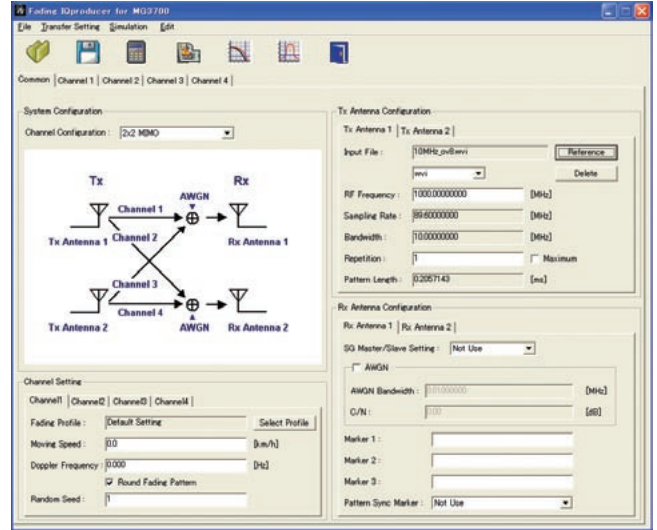 Fading IQproducer for MG3700
File Transfer Setting Simulation Edit
Common Channel 1 Channel 2 Channel 3 Channel 4
System Configuration
Channel Configuration : 2x2 MIMO
Tx Rx
AWGN
Channel 1
Tx Antenna 1 Channel 2 Rx Antenna 1
Channel 3
Channel 4
Tx Antenna 2 AWGN Rx Antenna 2
Channel Setting
Channel1 Channel2 Channel3 Channel4
Fading Profile : Default Setting Select Profile
Moving Speed : 0.0 [km/h]
Doppler Frequency : 0.000 [Hz]
Round Fading Pattern
Random Seed : 1
Tx Antenna Configuration
Tx Antenna 1 Tx Antenna 2
Input File : 10MHz_ov8.wvi Reference
wvi Delete
RF Frequency : 1000.00000000 [MHz]
Sampling Rate : 89.60000000 [MHz]
Bandwidth : 10.00000000 [MHz]
Repetition : 1 Maximum
Pattern Length : 0.2057143 [ms]
Rx Antenna Configuration
Rx Antenna 1 Rx Antenna 2
SG Master/Slave Setting : Not Use
AWGN
AWGN Bandwidth : 0.01000000 [MHz]
C/N : 0.00 [dB]
Marker 1 :
Marker 2 :
Marker 3 :
Pattern Sync Marker : Not Use